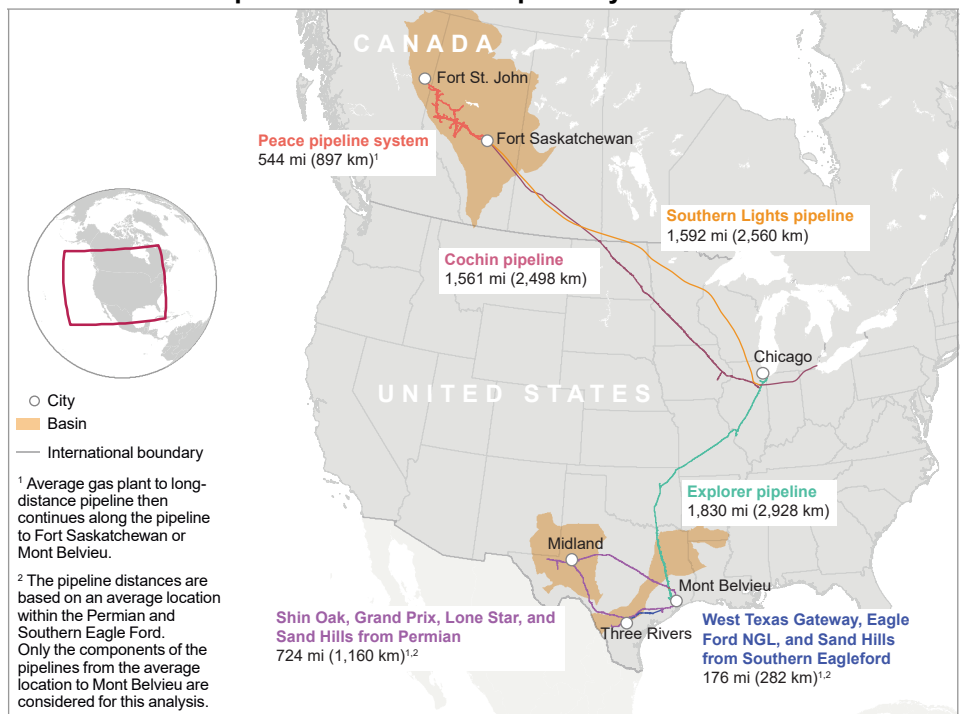 CANADA
Fort St. John
Fort Saskatchewan
Peace pipeline system
544 mi (897 km)¹
Southern Lights pipeline
1,592 mi (2,560 km)
Cochin pipeline
1,561 mi (2,498 km)
Chicago
UNITED STATES
City
Basin
International boundary
¹ Average gas plant to long-
distance pipeline then
continues along the pipeline
to Fort Saskatchewan or
Mont Belvieu.
² The pipeline distances are
based on an average location
within the Permian and
Southern Eagle Ford.
Only the components of the
pipelines from the average
location to Mont Belvieu are
considered for this analysis.
Explorer pipeline
1,830 mi (2,928 km)
Midland
Mont Belvieu
Three Rivers
Shin Oak, Grand Prix, Lone Star, and
Sand Hills from Permian
724 mi (1,160 km)¹,²
West Texas Gateway, Eagle
Ford NGL, and Sand Hills
from Southern Eagleford
176 mi (282 km)¹,²